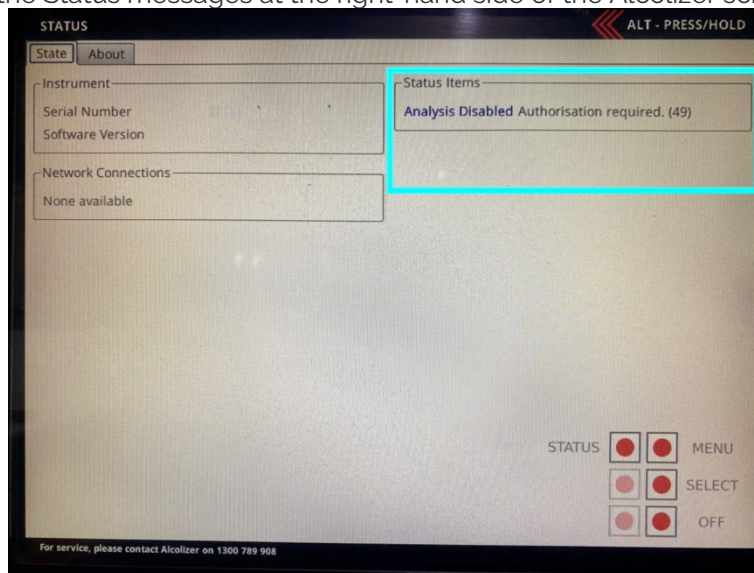 the Status messages at the right-hand side of the Alcolizer
STATUS
ALT - PRESS/HOLD
State
About
Instrument
Serial Number
Software Version
Network Connections
None available
Status Items
Analysis Disabled Authorisation required. (49)
STATUS
MENU
SELECT
OFF
For service, please contact Alcolizer on 1300 789 908